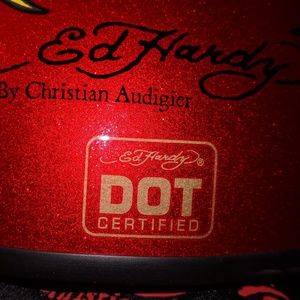 Ed Hardy
By Christian Audigier
Ed Hardy®
DOT
CERTIFIED